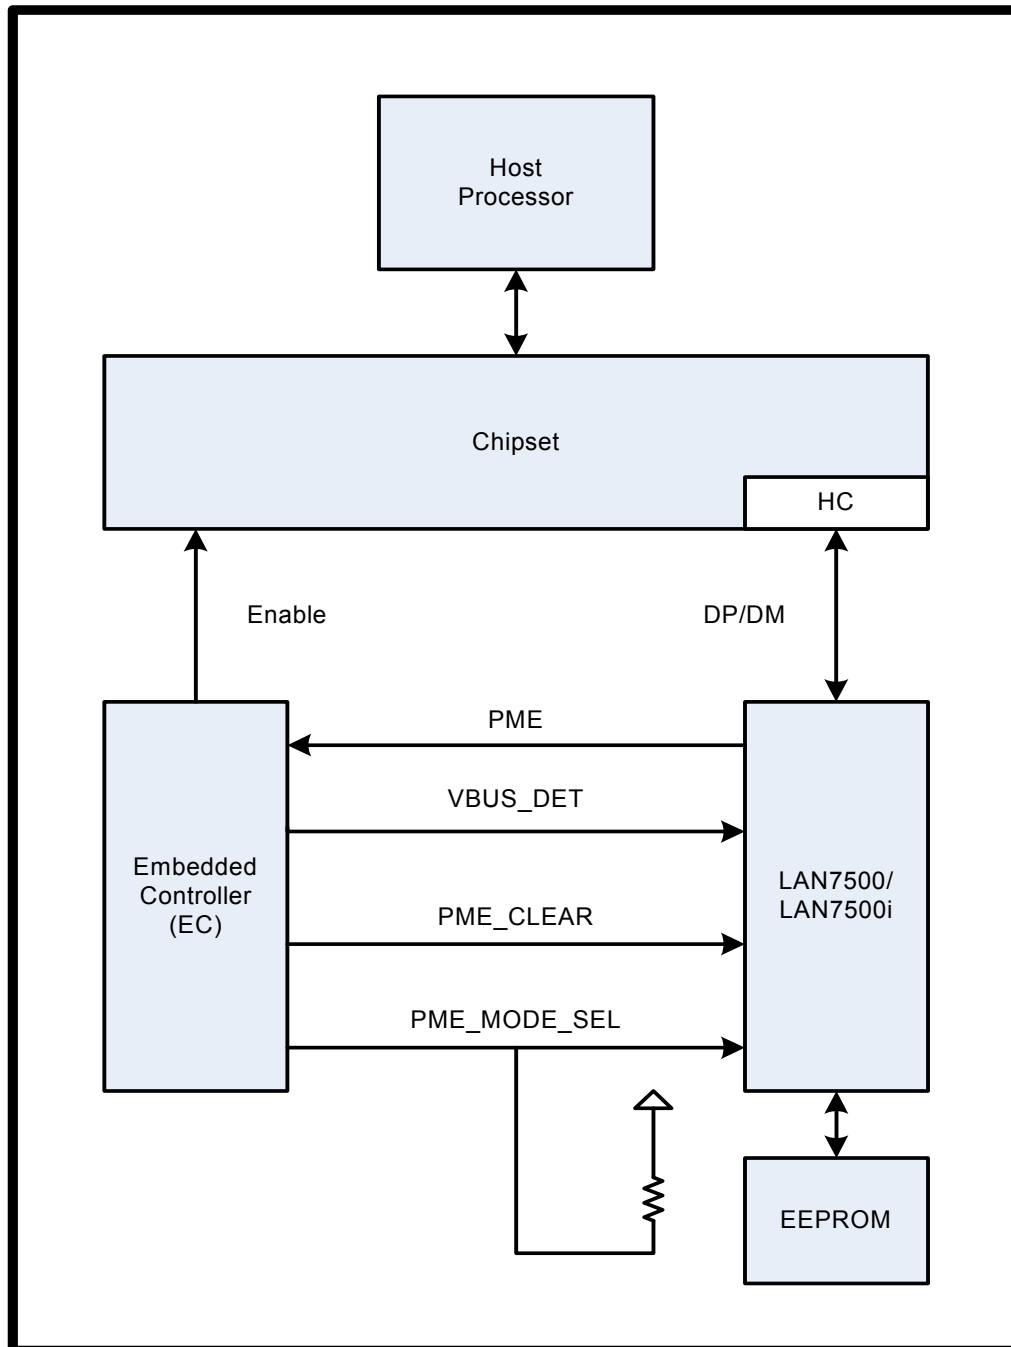 Host
Processor
Chipset
HC
Enable
DP/DM
PME
VBUS_DET
Embedded
Controller
(EC)
LAN7500/
LAN7500i
PME_CLEAR
PME_MODE_SEL
EEPROM